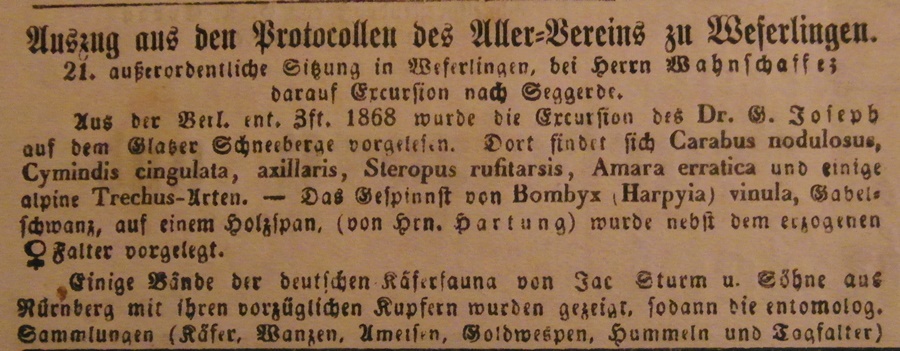 Auszug aus den Protocollen des Aller-Vereins zu Weferlingen.
21. außerordentliche Sitzung in Weferlingen, bei Herrn Wahnschaffe;
darauf Excursion nach Seggerde.
Aus der Berl. ent. Zft. 1868 wurde die Excursion des Dr. G. Joseph
auf dem Glatzer Schneeberge vorgelesen. Dort findet sich Carabus nodulosus,
Cymindis cingulata, axillaris, Steropus rufitarsis, Amara erratica und einige
alpine Trechus-Arten. — Das Gespinnst von Bombyx (Harpyia) vinula, Gabel-
schwanz, auf einem Holzspan, (von Hrn. Hartung) wurde nebst dem erzogenen
♀ Falter vorgelegt.
Einige Bände der deutschen Käferfauna von Jac Sturm u. Söhne aus
Nürnberg mit ihren vorzüglichen Kupfern wurden gezeigt, sodann die entomolog.
Sammlungen (Käfer, Wanzen, Ameisen, Goldwespen, Hummeln und Tagfalter)